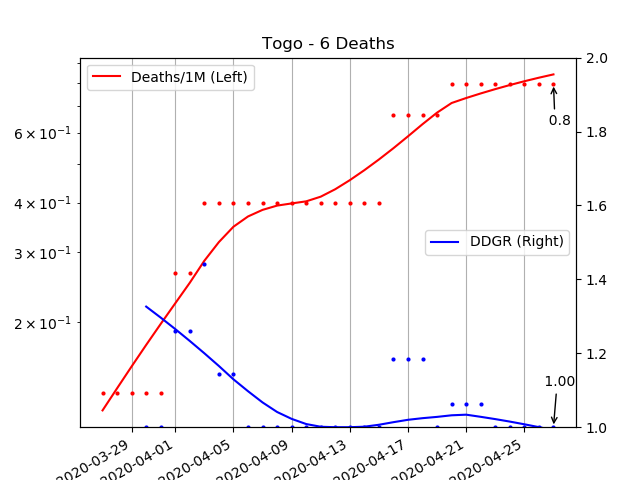 Togo - 6 Deaths
Deaths/1M (Left)
DDGR (Right)
0.8
1.00
6 × 10⁻¹
4 × 10⁻¹
3 × 10⁻¹
2 × 10⁻¹
2.0
1.8
1.6
1.4
1.2
1.0
2020-03-29
2020-04-01
2020-04-05
2020-04-09
2020-04-13
2020-04-17
2020-04-21
2020-04-25